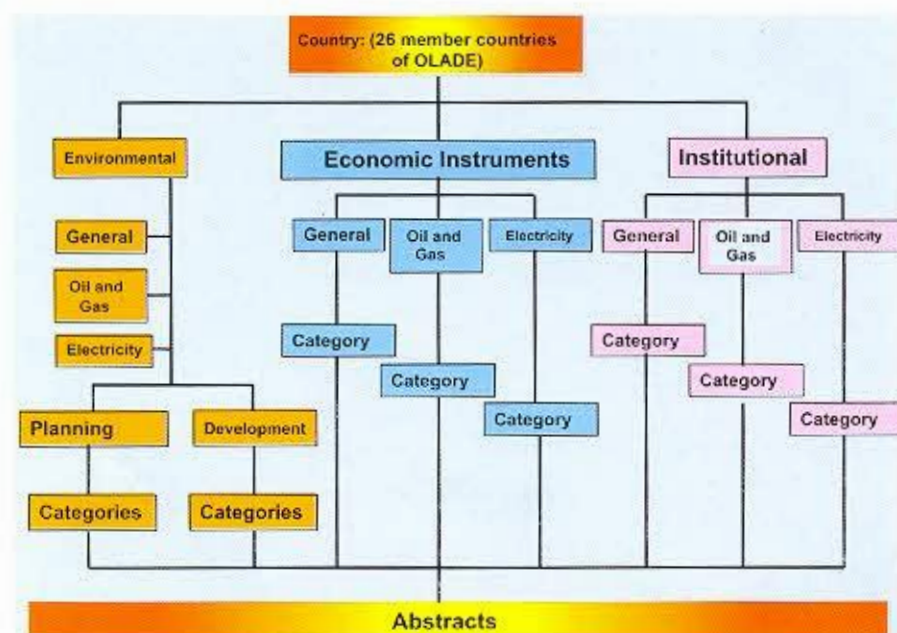 Country: (26 member countries
of OLADE)
Environmental
Economic Instruments
Institutional
General
Oil and
Gas
Electricity
General
Oil and
Gas
Electricity
General
Oil and
Gas
Electricity
Category
Category
Category
Category
Category
Category
Planning
Development
Categories
Categories
Abstracts